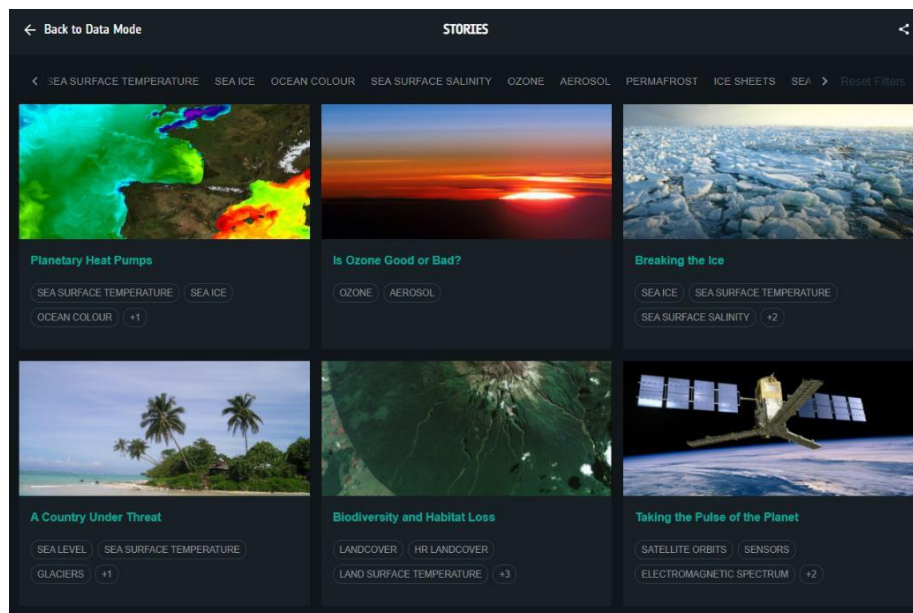 ← Back to Data Mode
STORIES
SEA SURFACE TEMPERATURE SEA ICE OCEAN COLOUR SEA SURFACE SALINITY OZONE AEROSOL PERMAFROST ICE SHEETS SEA Reset Filters
Planetary Heat Pumps
SEA SURFACE TEMPERATURE SEA ICE
OCEAN COLOUR +1
Is Ozone Good or Bad?
OZONE AEROSOL
Breaking the Ice
SEA ICE SEA SURFACE TEMPERATURE
SEA SURFACE SALINITY +2
A Country Under Threat
SEA LEVEL SEA SURFACE TEMPERATURE
GLACIERS +1
Biodiversity and Habitat Loss
LANDCOVER HR LANDCOVER
LAND SURFACE TEMPERATURE +3
Taking the Pulse of the Planet
SATELLITE ORBITS SENSORS
ELECTROMAGNETIC SPECTRUM +2